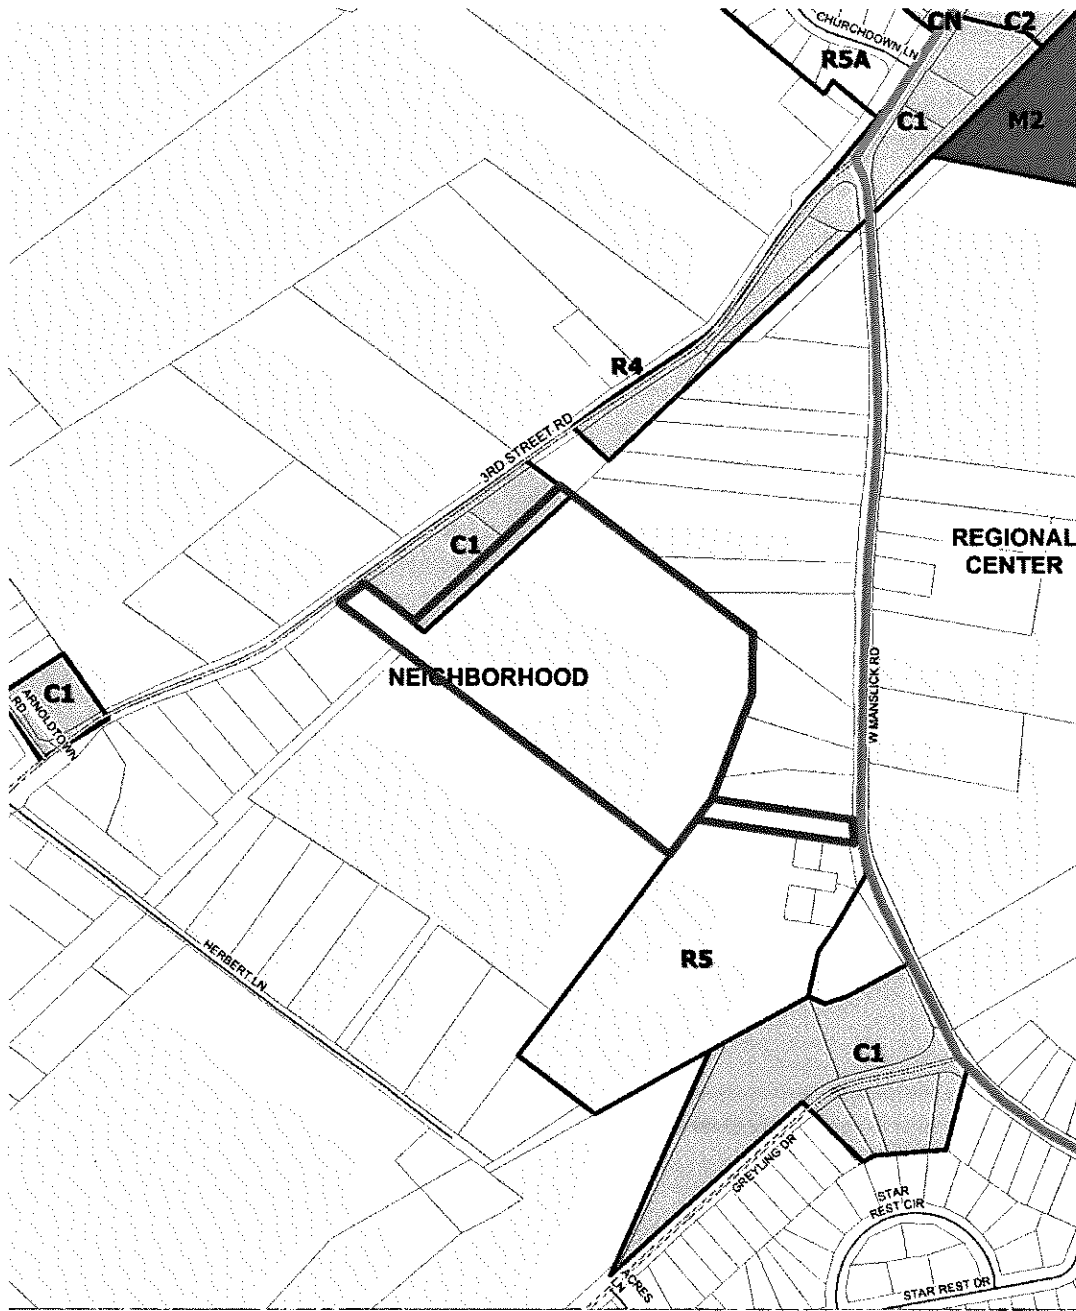 CN
C2
CHURCHDOWN LN
R5A
C1
M2
R4
3RD STREET RD
C1
REGIONAL
CENTER
NEIGHBORHOOD
W MANSLICK RD
C1
ARNOLDTOWN
RD
HERBERT LN
R5
C1
GREYLING DR
STAR
REST CIR
ACRES
LN
STAR REST DR